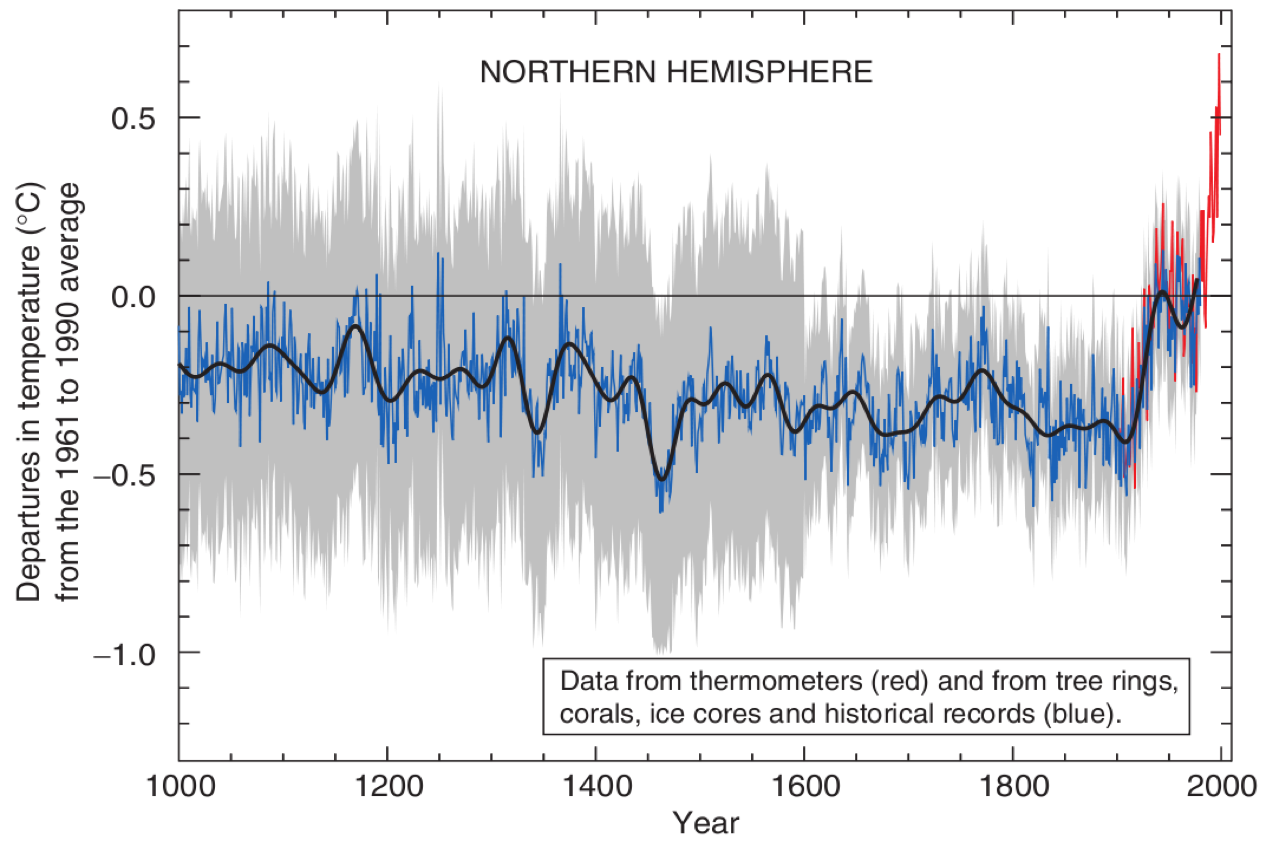 NORTHERN HEMISPHERE
Departures in temperature (°C)
from the 1961 to 1990 average
0.5
0.0
−0.5
−1.0
Data from thermometers (red) and from tree rings,
corals, ice cores and historical records (blue).
1000 1200 1400 1600 1800 2000
Year